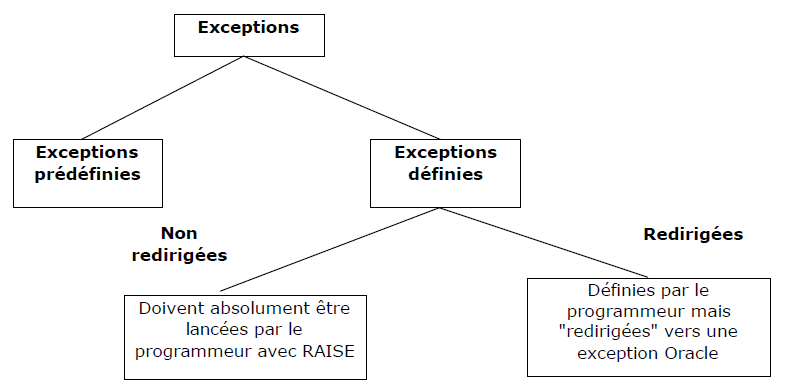 Exceptions
Exceptions
prédéfinies
Exceptions
définies
Non
redirigées
Redirigées
Doivent absolument être
lancées par le
programmeur avec RAISE
Définies par le
programmeur mais
"redirigées" vers une
exception Oracle